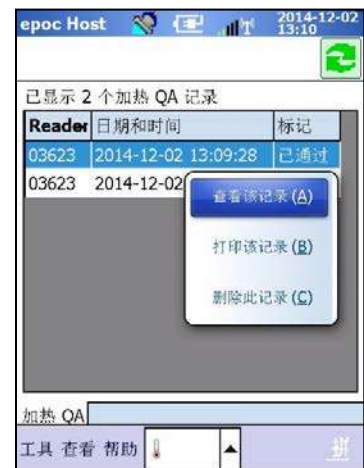 epoc Host 2014-12-02
13:10
已显示 2 个加热 QA 记录
Reader 日期和时间 标记
03623 2014-12-02 13:09:28 已通过
03623 2014-12-02
查看该记录(A)
打印该记录(B)
删除此记录(C)
加热 QA
工具 查看 帮助